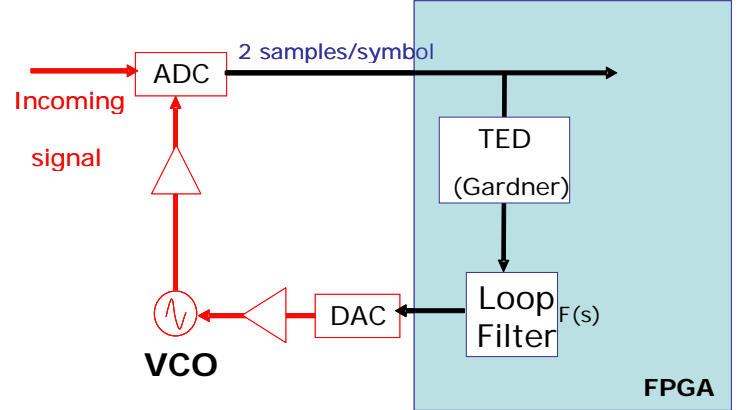 2 samples/symbol
ADC
Incoming
signal
TED
(Gardner)
Loop
Filter
F(s)
DAC
VCO
FPGA